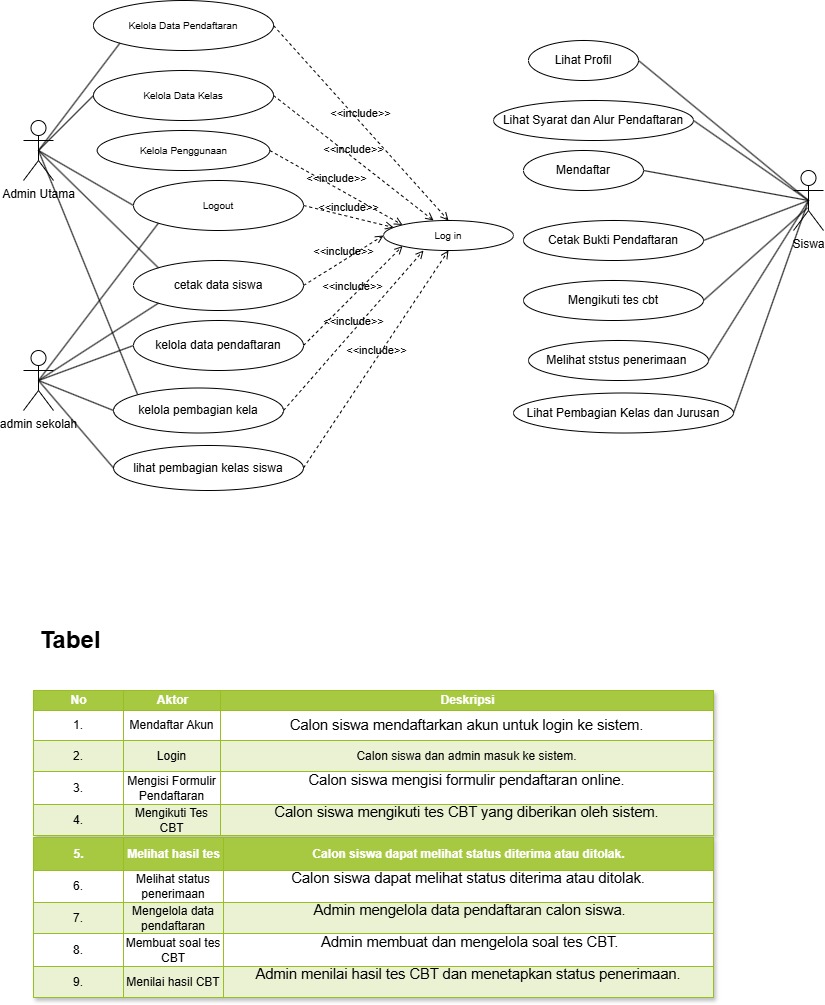 Kelola Data Pendaftaran
Kelola Data Kelas
Kelola Penggunaan
Logout
cetak data siswa
kelola data pendaftaran
kelola pembagian kela
lihat pembagian kelas siswa
Admin Utama
admin sekolah
<<include>>
<<include>>
<<include>>
<<include>>
<<include>>
<<include>>
<<include>>
<<include>>
Log in
Lihat Profil
Lihat Syarat dan Alur Pendaftaran
Mendaftar
Cetak Bukti Pendaftaran
Mengikuti tes cbt
Melihat ststus penerimaan
Lihat Pembagian Kelas dan Jurusan
Siswa
Tabel
No Aktor Deskripsi
1. Mendaftar Akun Calon siswa mendaftarkan akun untuk login ke sistem.
2. Login Calon siswa dan admin masuk ke sistem.
3. Mengisi Formulir Pendaftaran Calon siswa mengisi formulir pendaftaran online.
4. Mengikuti Tes CBT Calon siswa mengikuti tes CBT yang diberikan oleh sistem.
5. Melihat hasil tes Calon siswa dapat melihat status diterima atau ditolak.
6. Melihat status penerimaan Calon siswa dapat melihat status diterima atau ditolak.
7. Mengelola data pendaftaran Admin mengelola data pendaftaran calon siswa.
8. Membuat soal tes CBT Admin membuat dan mengelola soal tes CBT.
9. Menilai hasil CBT Admin menilai hasil tes CBT dan menetapkan status penerimaan.